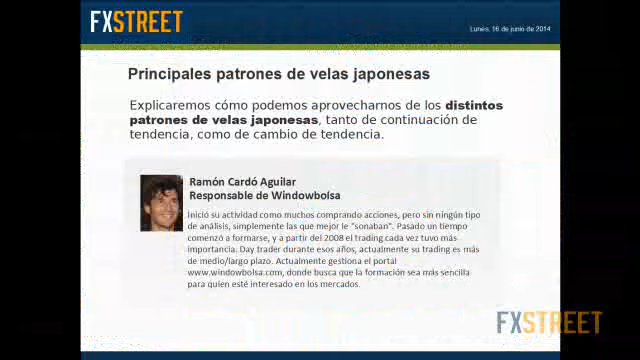 FXSTREET
Lunes, 16 de junio de 2014
Principales patrones de velas japonesas
Explicaremos cómo podemos aprovecharnos de los distintos
patrones de velas japonesas, tanto de continuación de
tendencia, como de cambio de tendencia.
Ramón Cardó Aguilar
Responsable de Windowbolsa
Inició su actividad como muchos comprando acciones, pero sin ningún tipo
de análisis, simplemente las que mejor le "sonaban". Pasado un tiempo
comenzó a formarse, y a partir del 2008 el trading cada vez tuvo más
importancia. Day trader durante esos años, actualmente su trading es más
de medio/largo plazo. Actualmente gestiona el portal
www.windowbolsa.com, donde busca que la formación sea más sencilla
para quien esté interesado en los mercados.
FXSTREET